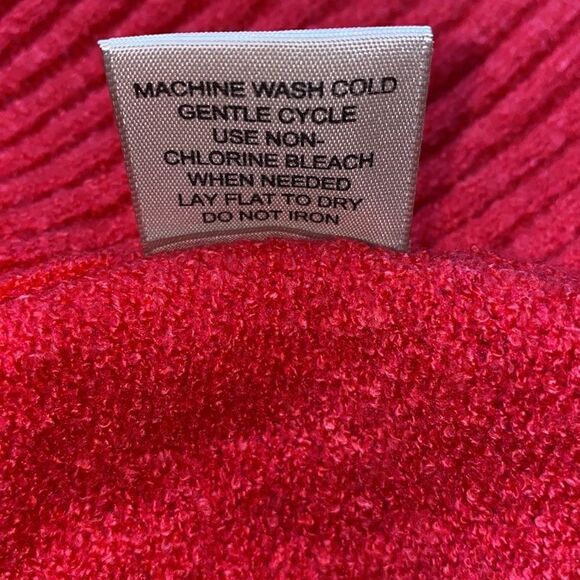 MACHINE WASH COLD
GENTLE CYCLE
USE NON-
CHLORINE BLEACH
WHEN NEEDED
LAY FLAT TO DRY
DO NOT IRON